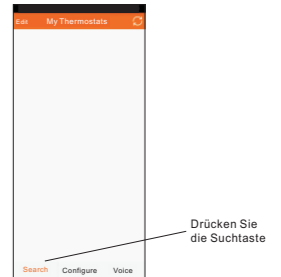 Edit My Thermostats
Drücken Sie
die Suchtaste
Search Configure Voice